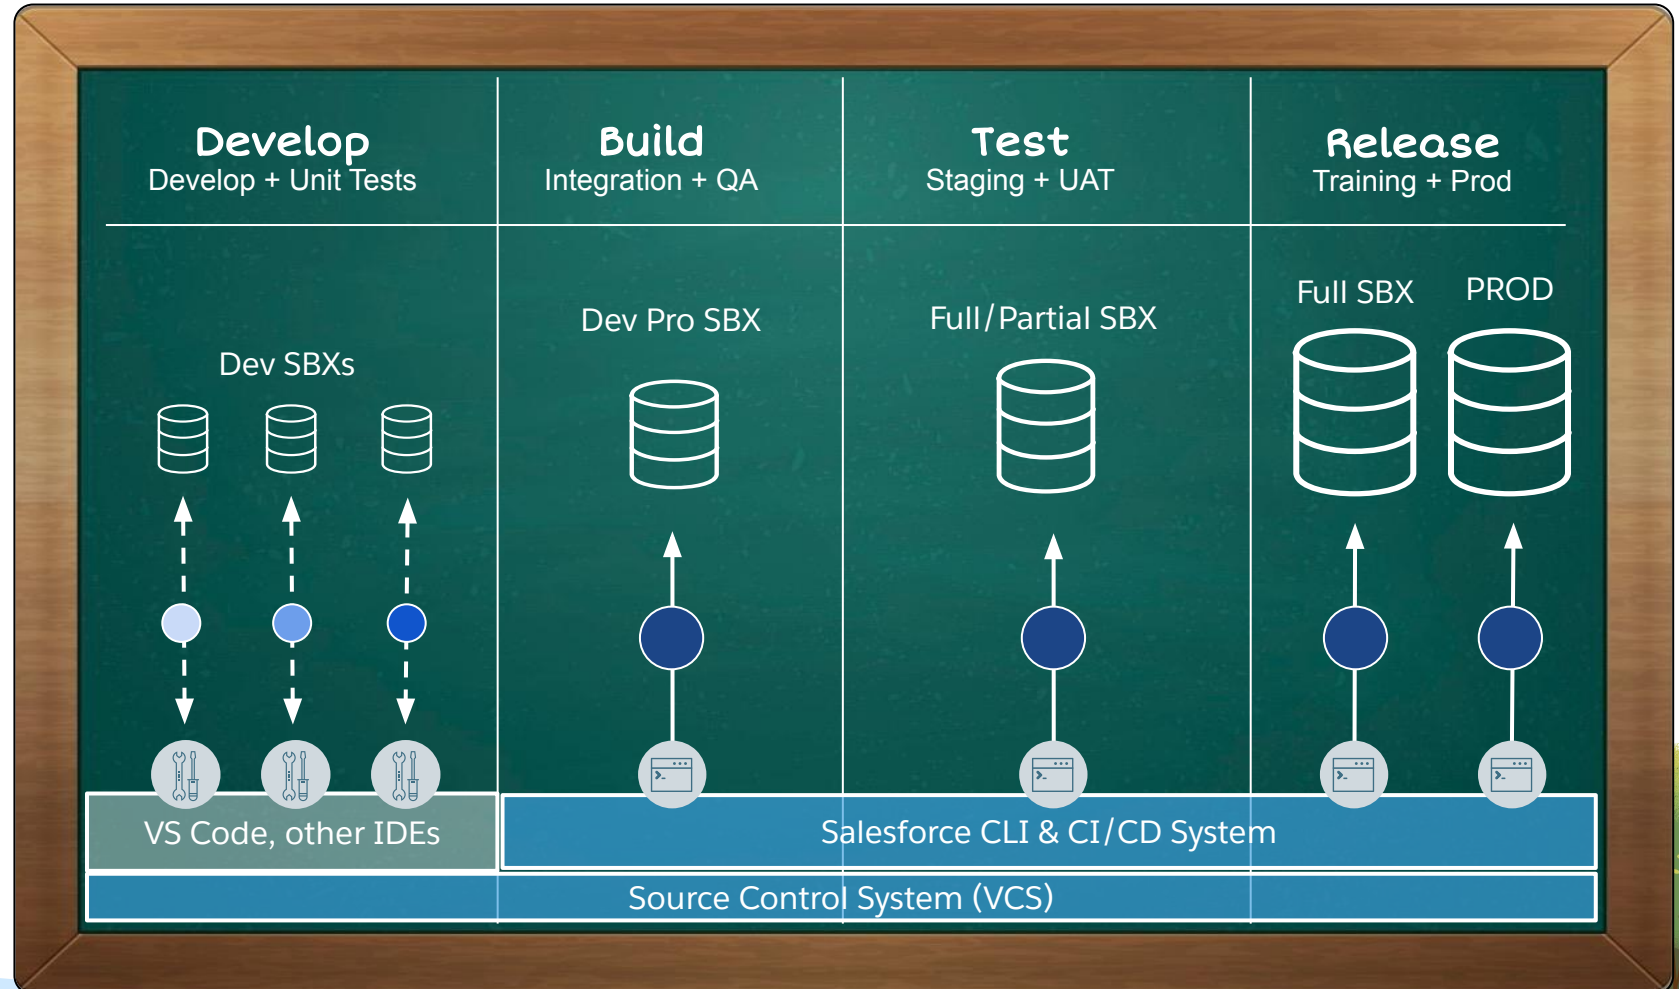 Develop
Develop + Unit Tests
Build
Integration + QA
Test
Staging + UAT
Release
Training + Prod
Dev SBXs
Dev Pro SBX
Full/Partial SBX
Full SBX
PROD
VS Code, other IDEs
Salesforce CLI & CI/CD System
Source Control System (VCS)